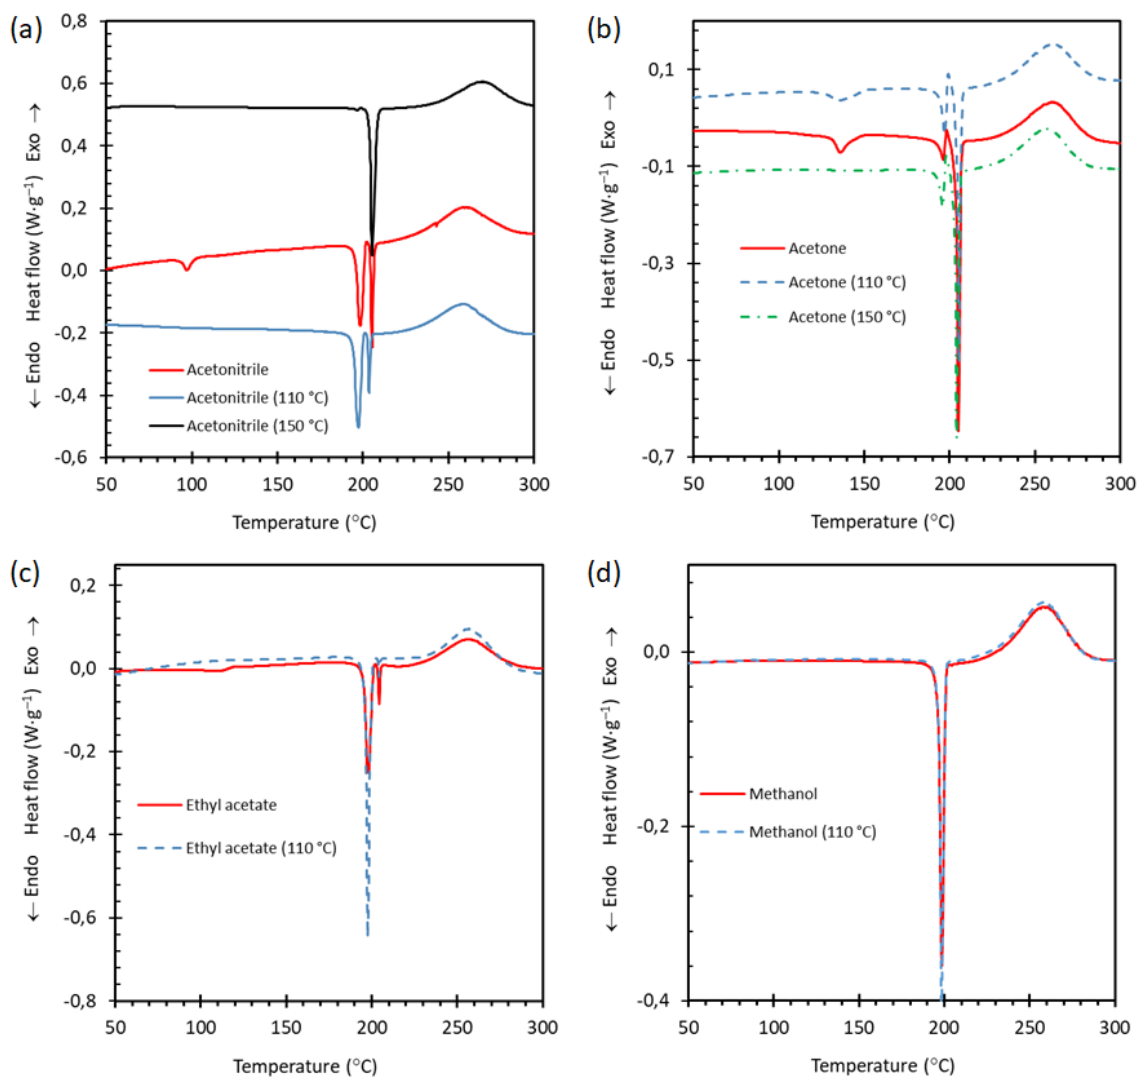 (a)
0,8
0,6
0,4
0,2
0,0
-0,2
-0,4
-0,6
← Endo Heat flow (W·g⁻¹) Exo →
Acetonitrile
Acetonitrile (110 °C)
Acetonitrile (150 °C)
50 100 150 200 250 300
Temperature (°C)
(b)
0,1
-0,1
-0,3
-0,5
-0,7
← Endo Heat flow (W·g⁻¹) Exo →
Acetone
Acetone (110 °C)
Acetone (150 °C)
50 100 150 200 250 300
Temperature (°C)
(c)
0,2
0,0
-0,2
-0,4
-0,6
-0,8
← Endo Heat flow (W·g⁻¹) Exo →
Ethyl acetate
Ethyl acetate (110 °C)
50 100 150 200 250 300
Temperature (°C)
(d)
0,0
-0,2
-0,4
← Endo Heat flow (W·g⁻¹) Exo →
Methanol
Methanol (110 °C)
50 100 150 200 250 300
Temperature (°C)